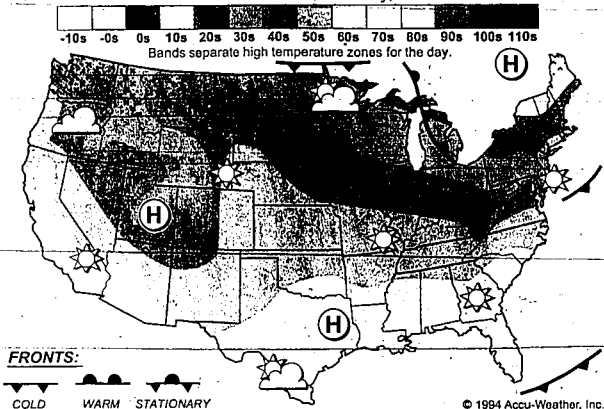 -10s -0s 0s 10s 20s 30s 40s 50s 60s 70s 80s 90s 100s 110s
Bands separate high temperature zones for the day.
H
H
H
FRONTS:
COLD WARM STATIONARY
© 1994 Accu-Weather, Inc.